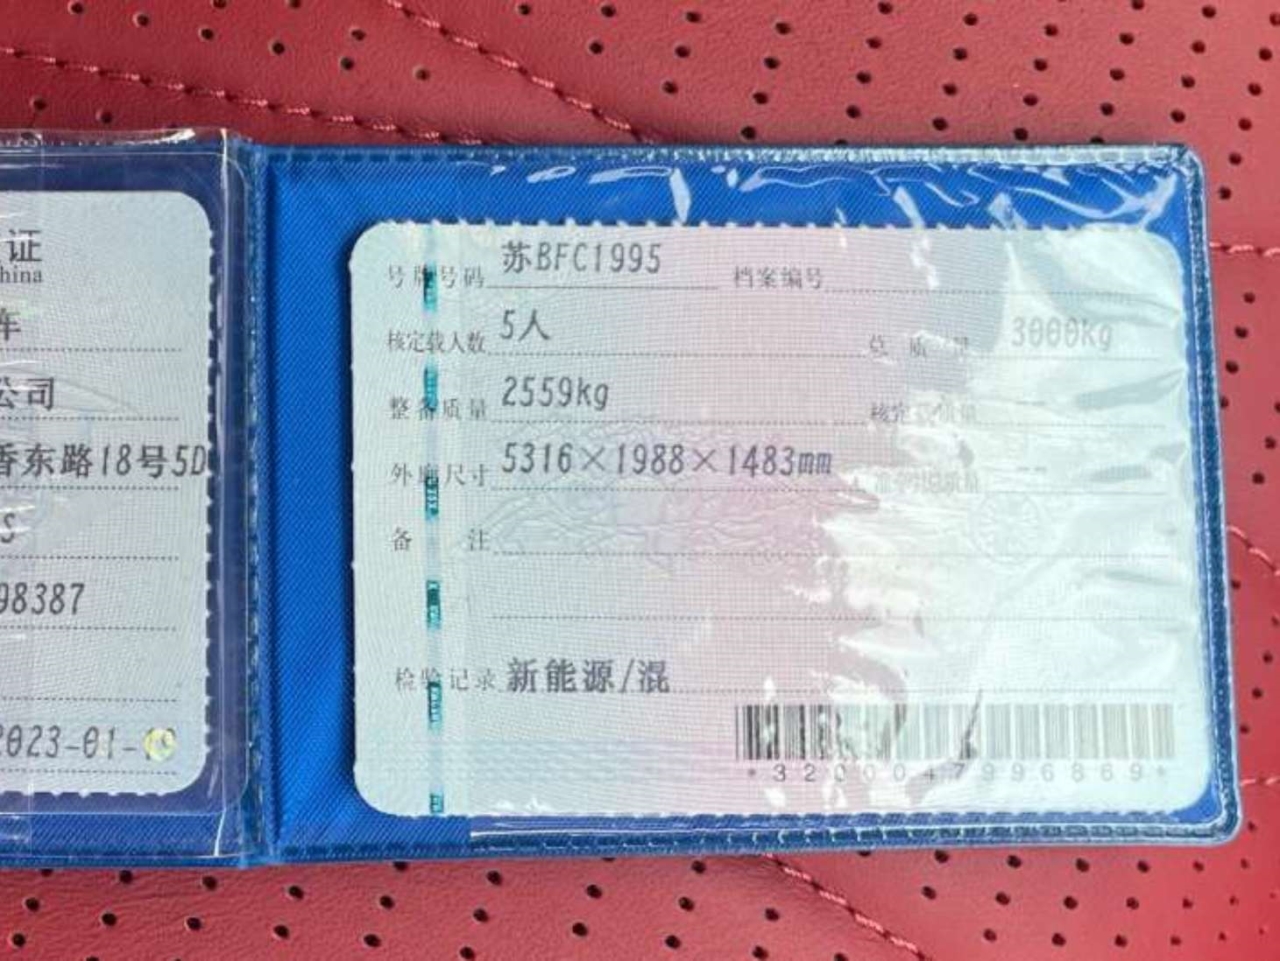 证
hina
车
公司
香东路18号5D
S
98387
2023-01-
号牌号码 苏BFC1995 档案编号
核定载人数 5人 总质量 3000kg
整备质量 2559kg 核定载质量 --
外廓尺寸 5316×1988×1483mm 准牵引总质量 --
备注
检验记录 新能源/混
*3200047996869*